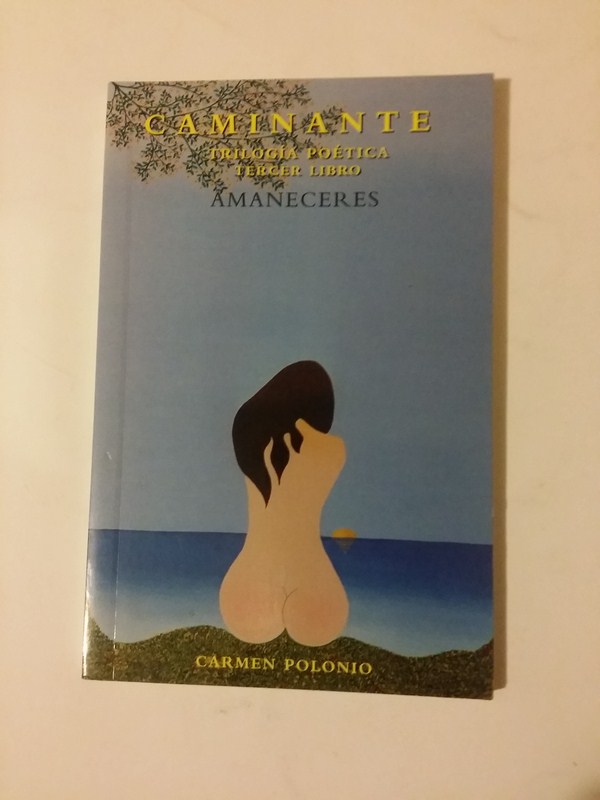 CAMINANTE
TRILOGÍA POÉTICA
TERCER LIBRO
AMANECERES
CARMEN POLONIO